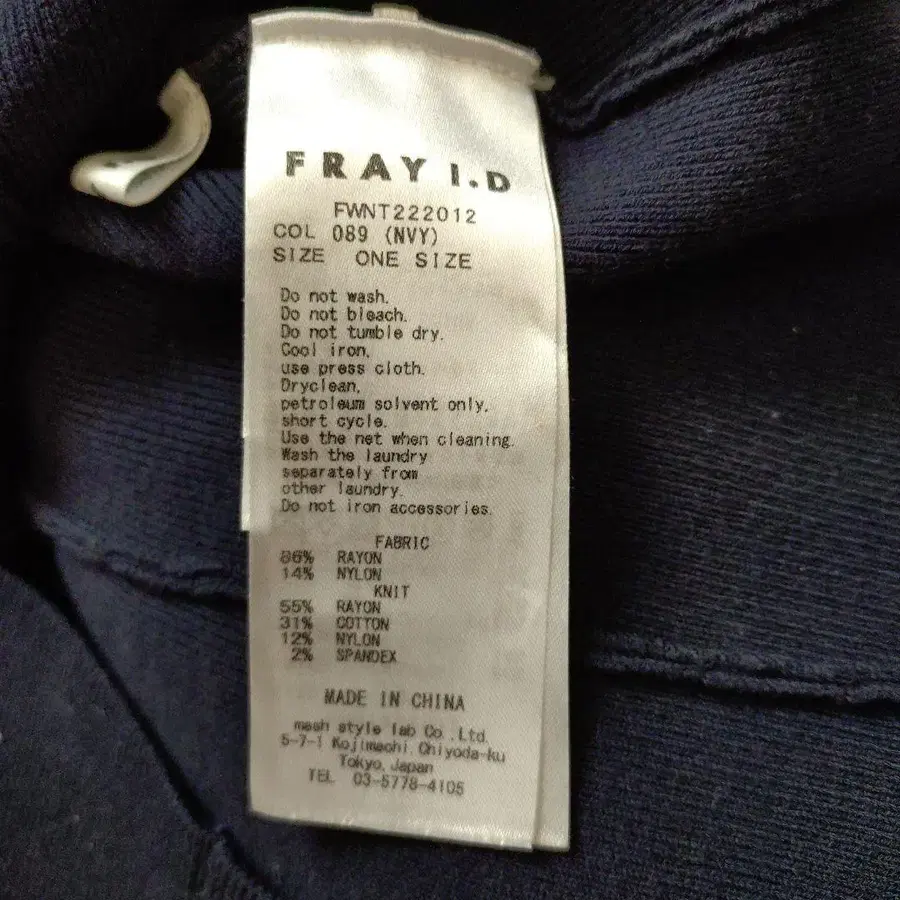 FRAY I.D
FWNT222012
COL 089 (NVY)
SIZE ONE SIZE
Do not wash.
Do not bleach.
Do not tumble dry.
Cool iron,
use press cloth.
Dryclean,
petroleum solvent only,
short cycle.
Use the net when cleaning.
Wash the laundry
separately from
other laundry.
Do not iron accessories.
FABRIC
86% RAYON
14% NYLON
KNIT
55% RAYON
31% COTTON
12% NYLON
2% SPANDEX
MADE IN CHINA
mash style lab Co.,Ltd.
5-7-1 Kojimachi, Chiyoda-ku
Tokyo, Japan
TEL 03-5778-4105